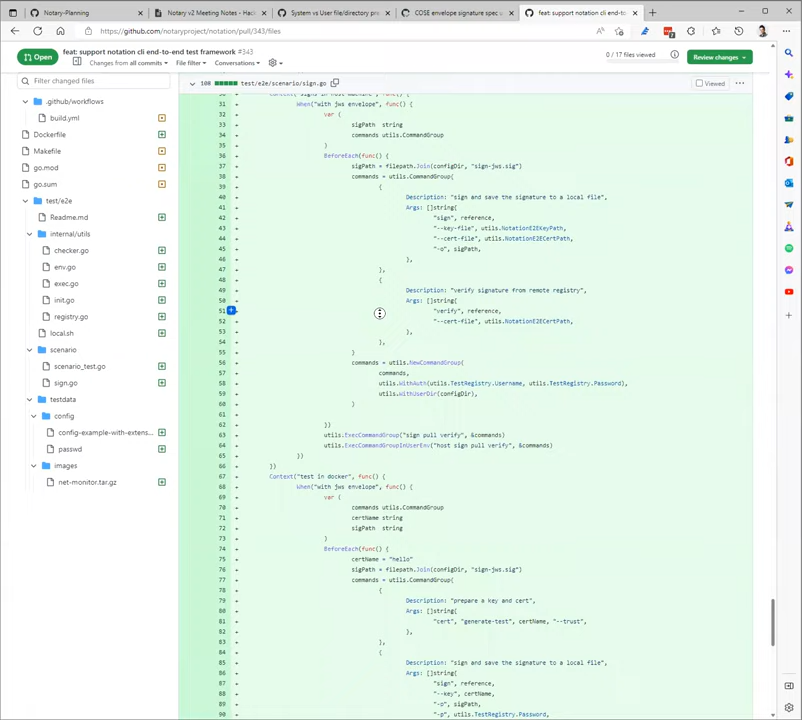 Notary-Planning
Notary v2 Meeting Notes - Hac
System vs User file/directory pre
COSE envelope signature spec
feat: support notation cli end-to-end
https://github.com/notaryproject/notation/pull/343/files
Open
feat: support notation cli end-to-end test framework #343
Changes from all commits
File filter
Conversations
0 / 17 files viewed
Review changes
Filter changed files
.github/workflows
build.yml
Dockerfile
Makefile
go.mod
go.sum
test/e2e
Readme.md
internal/utils
checker.go
env.go
exec.go
init.go
registry.go
local.sh
scenario
scenario_test.go
sign.go
testdata
config
config-example-with-extens...
passwd
images
net-monitor.tar.gz
108 test/e2e/scenario/sign.go
Viewed
31 + When("with jws envelope", func() {
32 + var (
33 + sigPath string
34 + commands utils.CommandGroup
35 + )
36 + BeforeEach(func() {
37 + sigPath = filepath.Join(configDir, "sign-jws.sig")
38 + commands = utils.CommandGroup{
39 + {
40 + Description: "sign and save the signature to a local file",
41 + Args: []string{
42 + "sign", reference,
43 + "--key-file", utils.NotationE2EKeyPath,
44 + "--cert-file", utils.NotationE2ECertPath,
45 + "-o", sigPath,
46 + },
47 + },
48 + {
49 + Description: "verify signature from remote registry",
50 + Args: []string{
51 + "verify", reference,
52 + "--cert-file", utils.NotationE2ECertPath,
53 + },
54 + },
55 + }
56 + commands = utils.NewCommandGroup(
57 + commands,
58 + utils.WithAuth(utils.TestRegistry.Username, utils.TestRegistry.Password),
59 + utils.WithUserDir(configDir),
60 + )
61 +
62 + })
63 + utils.ExecCommandGroup("sign pull verify", &commands)
64 + utils.ExecCommandGroupInUserEnv("host sign pull verify", &commands)
65 + })
66 + })
67 + Context("test in docker", func() {
68 + When("with jws envelope", func() {
69 + var (
70 + commands utils.CommandGroup
71 + certName string
72 + sigPath string
73 + )
74 + BeforeEach(func() {
75 + certName = "hello"
76 + sigPath = filepath.Join(configDir, "sign-jws.sig")
77 + commands = utils.CommandGroup{
78 + {
79 + Description: "prepare a key and cert",
80 + Args: []string{
81 + "cert", "generate-test", certName, "--trust",
82 + },
83 + },
84 + {
85 + Description: "sign and save the signature to a local file",
86 + Args: []string{
87 + "sign", reference,
88 + "--key", certName,
89 + "-o", sigPath,
90 + "-p", utils.TestRegistry.Password,